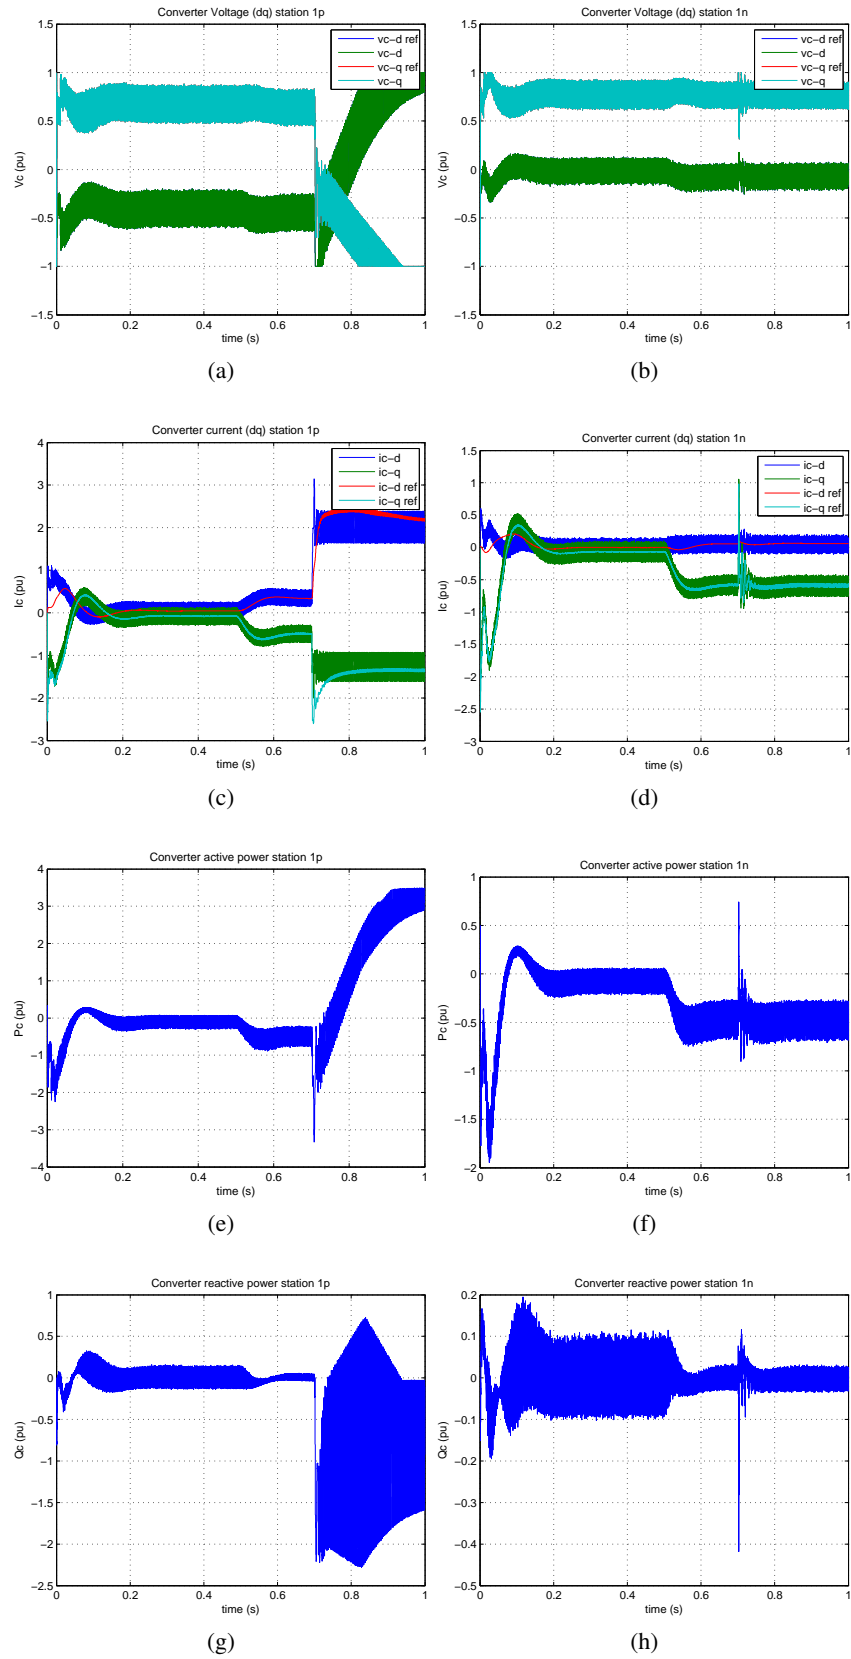 Converter Voltage (dq) station 1p
vc−d ref
vc−d
vc−q ref
vc−q
1.5
1
0.5
0
−0.5
−1
−1.5
Vc (pu)
0 0.2 0.4 0.6 0.8 1
time (s)
(a)
Converter Voltage (dq) station 1n
vc−d ref
vc−d
vc−q ref
vc−q
1.5
1
0.5
0
−0.5
−1
−1.5
Vc (pu)
0 0.2 0.4 0.6 0.8 1
time (s)
(b)
Converter current (dq) station 1p
ic−d
ic−q
ic−d ref
ic−q ref
4
3
2
1
0
−1
−2
−3
Ic (pu)
0 0.2 0.4 0.6 0.8 1
time (s)
(c)
Converter current (dq) station 1n
ic−d
ic−q
ic−d ref
ic−q ref
1.5
1
0.5
0
−0.5
−1
−1.5
−2
−2.5
−3
Ic (pu)
0 0.2 0.4 0.6 0.8 1
time (s)
(d)
Converter active power station 1p
4
3
2
1
0
−1
−2
−3
−4
Pc (pu)
0 0.2 0.4 0.6 0.8 1
time (s)
(e)
Converter active power station 1n
1
0.5
0
−0.5
−1
−1.5
−2
Pc (pu)
0 0.2 0.4 0.6 0.8 1
time (s)
(f)
Converter reactive power station 1p
1
0.5
0
−0.5
−1
−1.5
−2
−2.5
Qc (pu)
0 0.2 0.4 0.6 0.8 1
time (s)
(g)
Converter reactive power station 1n
0.2
0.1
0
−0.1
−0.2
−0.3
−0.4
−0.5
Qc (pu)
0 0.2 0.4 0.6 0.8 1
time (s)
(h)